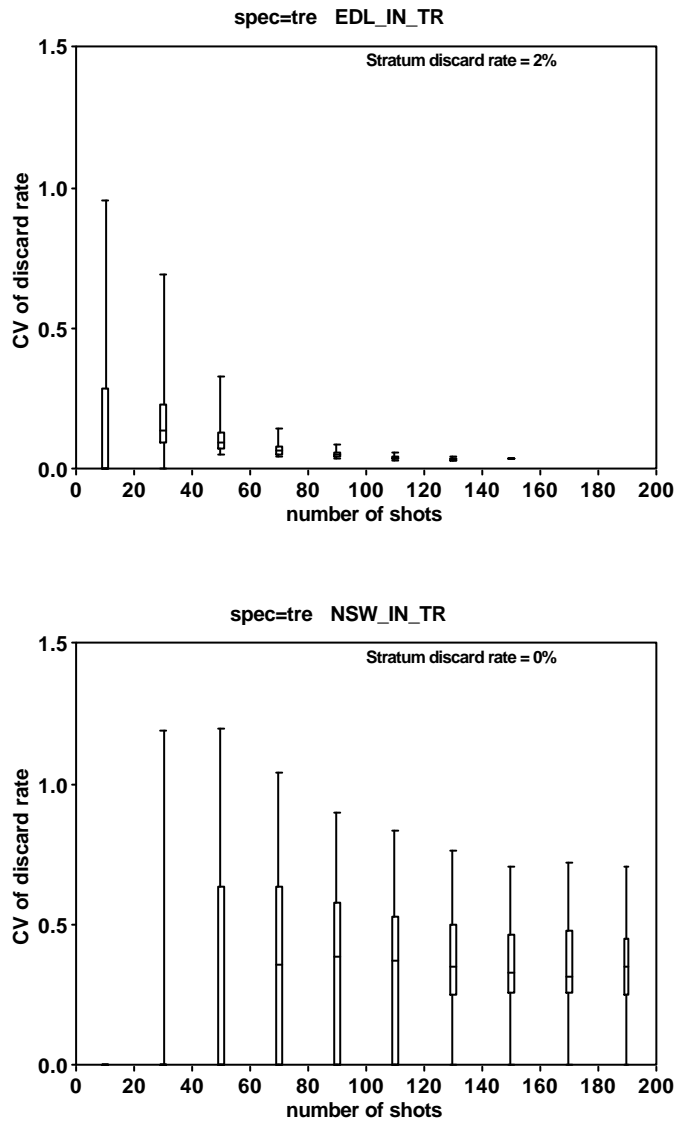 spec=tre EDL_IN_TR
Stratum discard rate = 2%
1.5
1.0
0.5
0.0
CV of discard rate
0 20 40 60 80 100 120 140 160 180 200
number of shots
spec=tre NSW_IN_TR
Stratum discard rate = 0%
1.5
1.0
0.5
0.0
CV of discard rate
0 20 40 60 80 100 120 140 160 180 200
number of shots